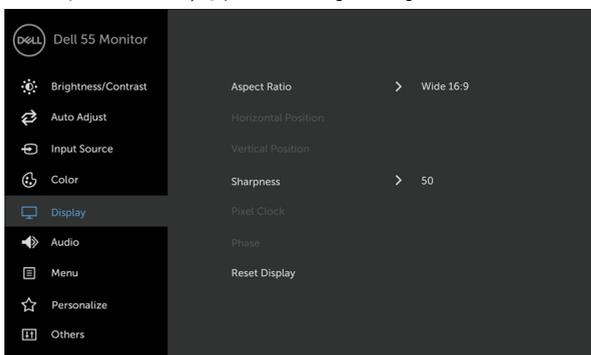 DELL
Dell 55 Monitor
Brightness/Contrast
Auto Adjust
Input Source
Color
Display
Audio
Menu
Personalize
Others
Aspect Ratio > Wide 16:9
Horizontal Position
Vertical Position
Sharpness > 50
Pixel Clock
Phase
Reset Display